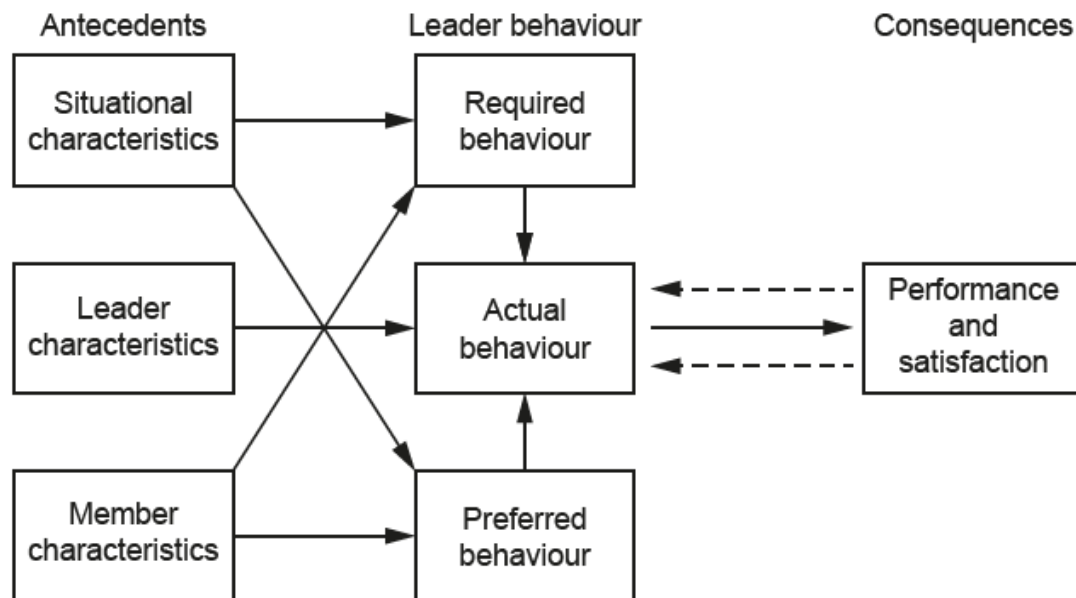 Antecedents
Leader behaviour
Consequences
Situational
characteristics
Required
behaviour
Leader
characteristics
Actual
behaviour
Performance
and
satisfaction
Member
characteristics
Preferred
behaviour